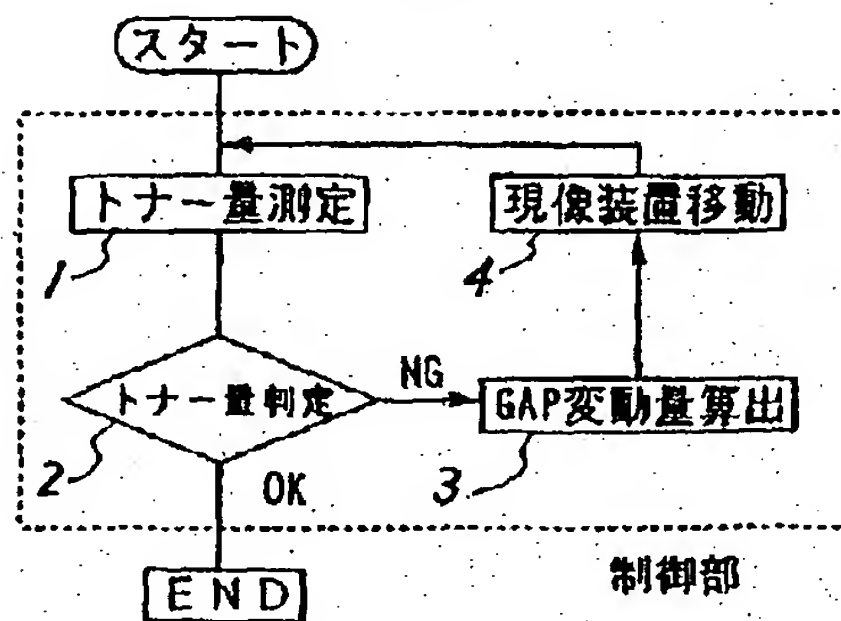 スタート
トナー量測定
1
現像装置移動
4
トナー量判定
2
NG
GAP変動量算出
3
OK
END
制御部